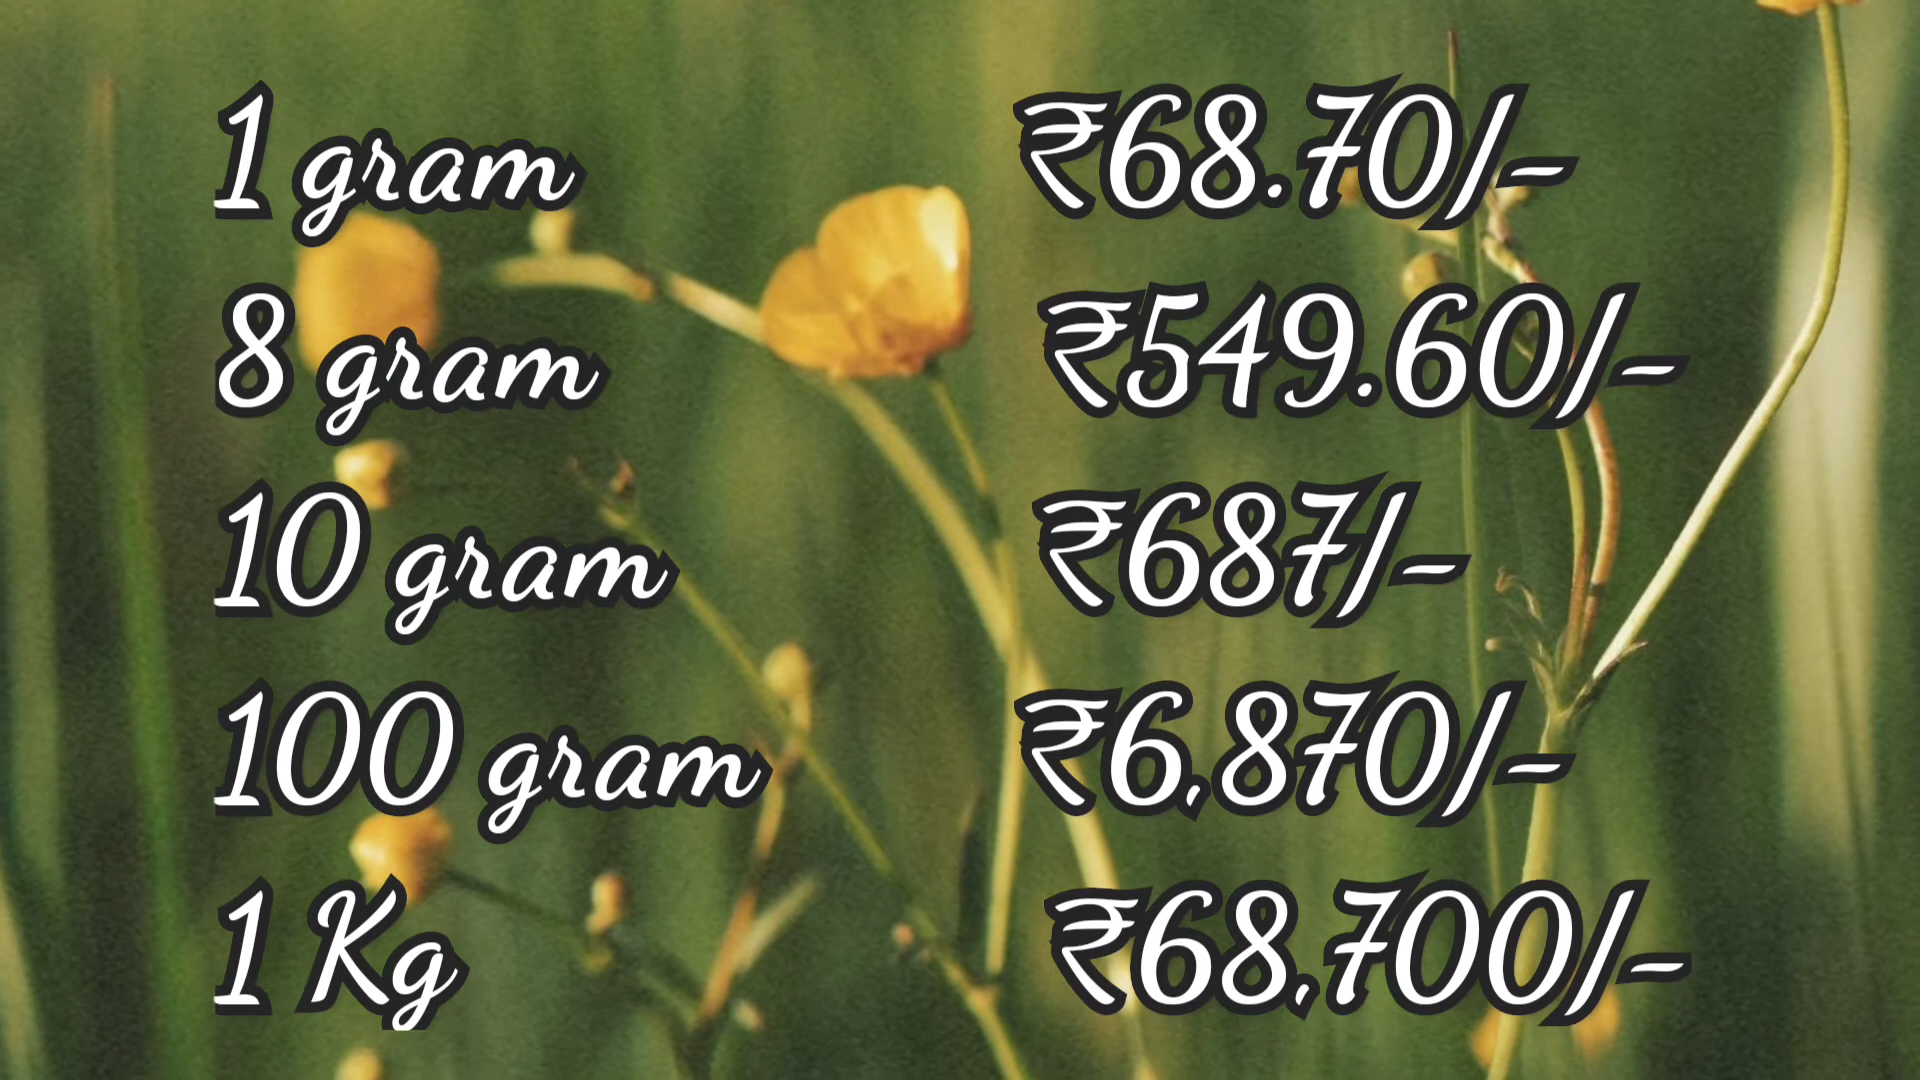 1 gram ₹68.70/-
8 gram ₹549.60/-
10 gram ₹687/-
100 gram ₹6,870/-
1 Kg ₹68,700/-